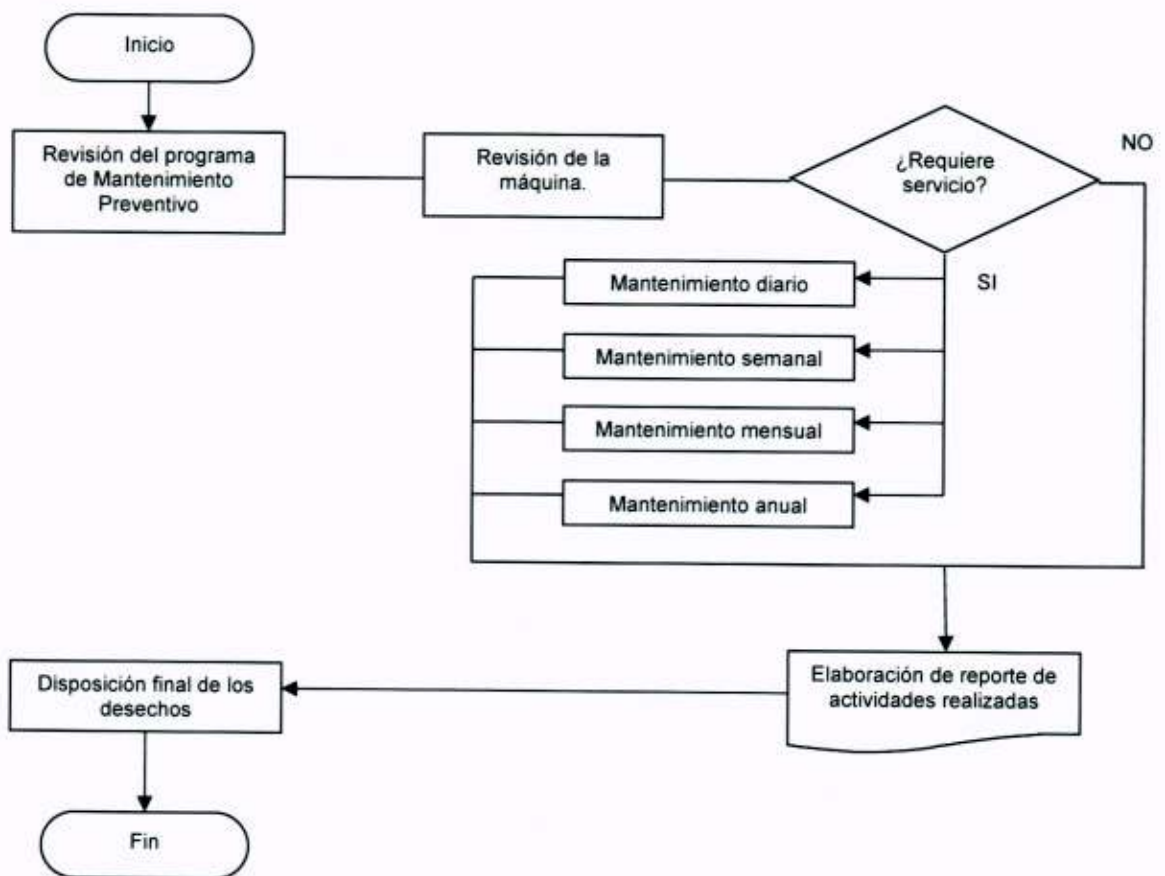 Inicio
Revisión del programa
de Mantenimiento
Preventivo
Revisión de la
máquina.
¿Requiere
servicio?
NO
SI
Mantenimiento diario
Mantenimiento semanal
Mantenimiento mensual
Mantenimiento anual
Elaboración de reporte de
actividades realizadas
Disposición final de los
desechos
Fin